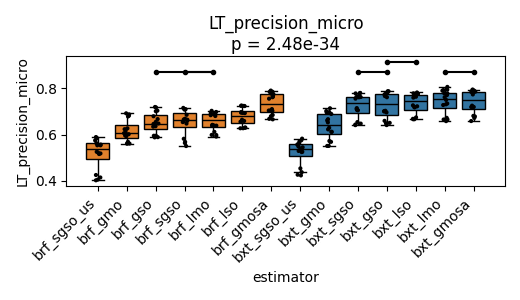 LT_precision_micro
p = 2.48e-34
LT_precision_micro
0.8
0.6
0.4
brf_sgso_us
brf_gmo
brf_gso
brf_sgso
brf_lmo
brf_lso
brf_gmosa
bxt_sgso_us
bxt_gmo
bxt_sgso
bxt_gso
bxt_lso
bxt_lmo
bxt_gmosa
estimator